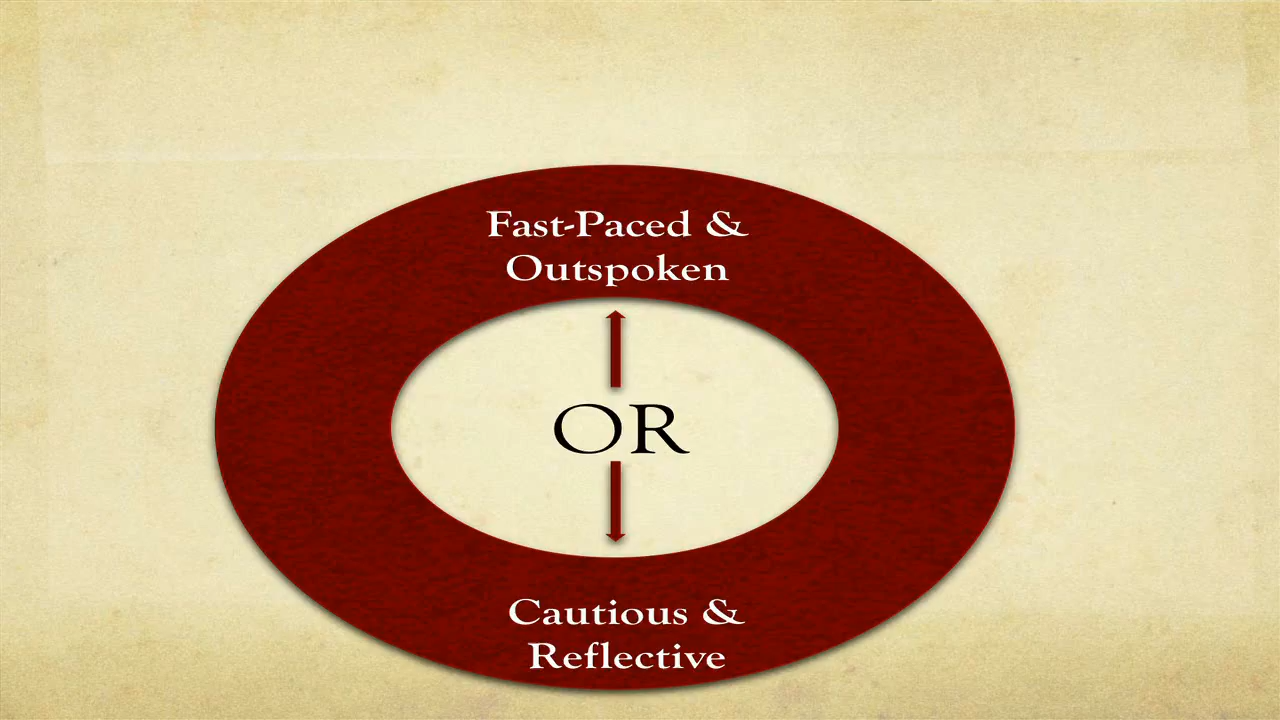 Fast-Paced &
Outspoken
OR
Cautious &
Reflective